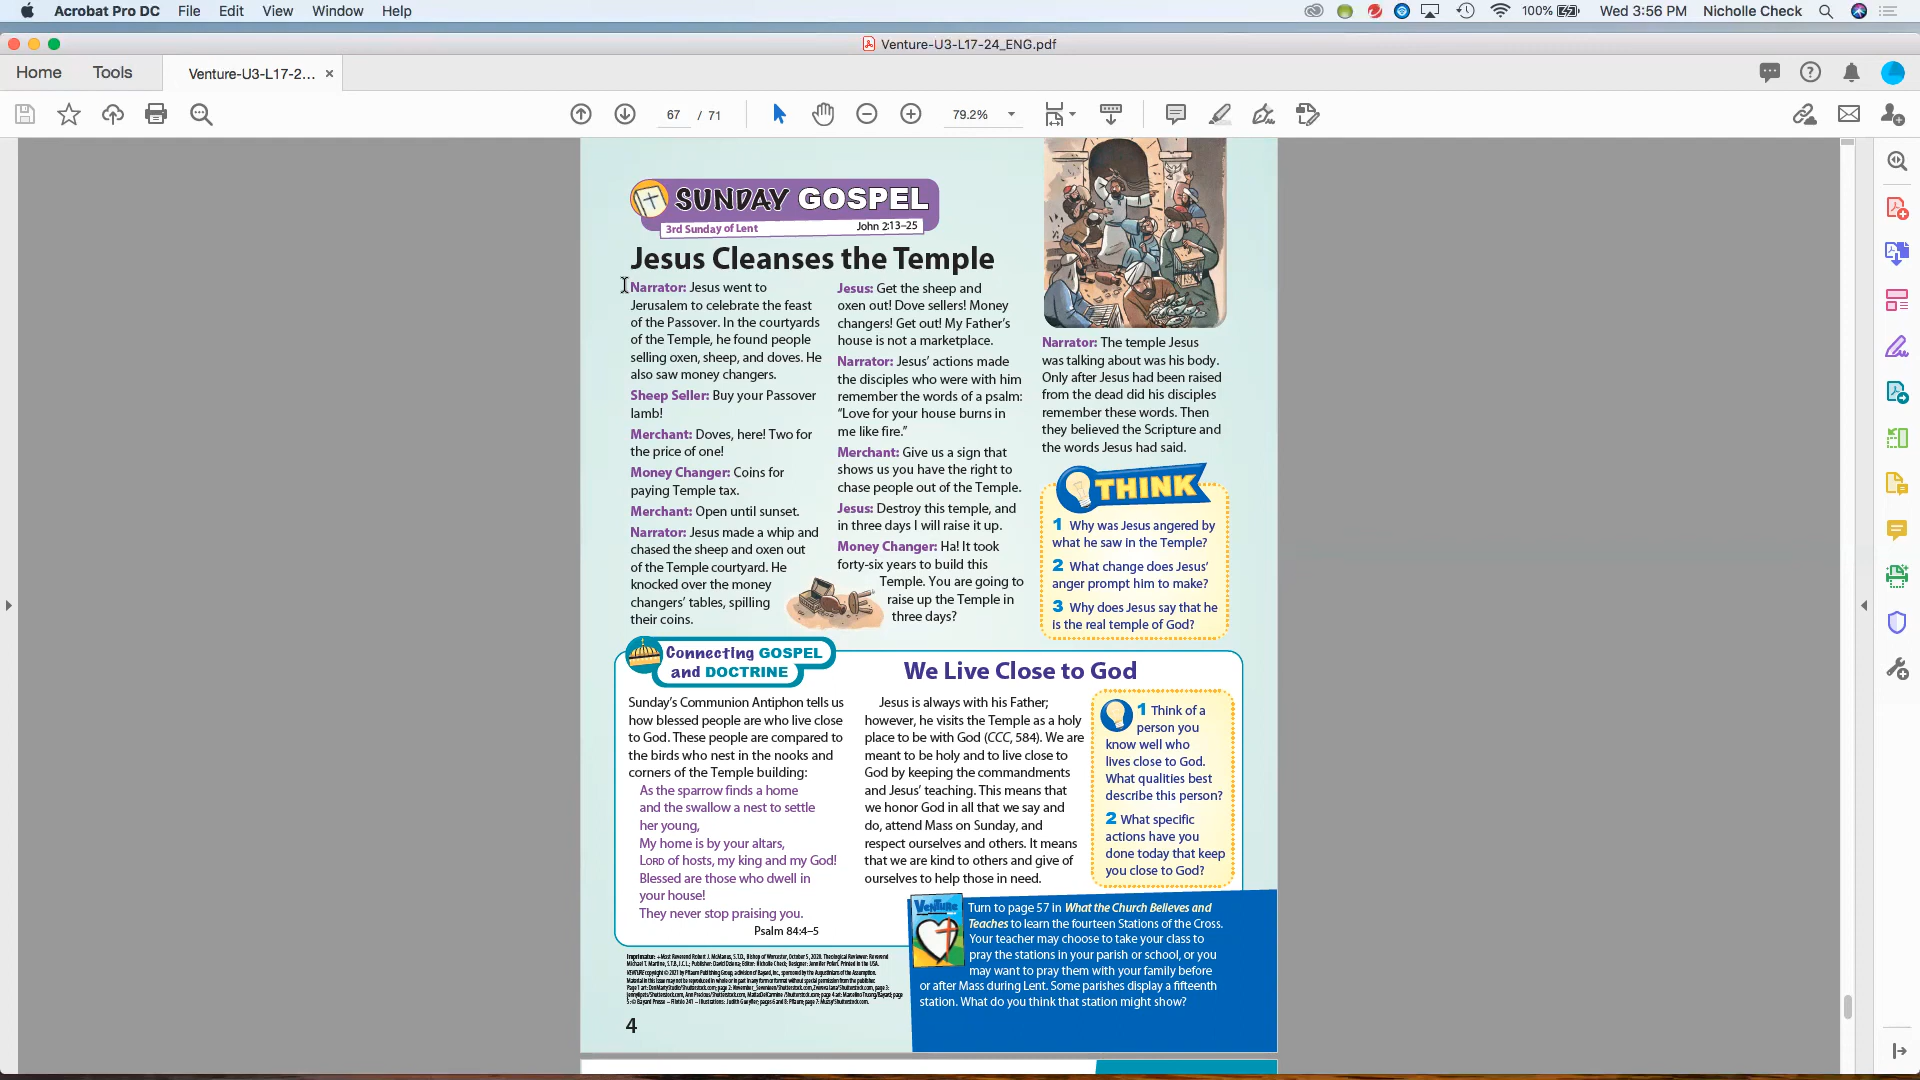 Acrobat Pro DC File Edit View Window Help
100% Wed 3:56 PM Nicholle Check
Venture-U3-L17-24_ENG.pdf
Home Tools Venture-U3-L17-2... ×
67 / 71 79.2%
SUNDAY GOSPEL
3rd Sunday of Lent John 2:13–25
Jesus Cleanses the Temple
Narrator: Jesus went to
Jerusalem to celebrate the feast
of the Passover. In the courtyards
of the Temple, he found people
selling oxen, sheep, and doves. He
also saw money changers.
Sheep Seller: Buy your Passover
lamb!
Merchant: Doves, here! Two for
the price of one!
Money Changer: Coins for
paying Temple tax.
Merchant: Open until sunset.
Narrator: Jesus made a whip and
chased the sheep and oxen out
of the Temple courtyard. He
knocked over the money
changers' tables, spilling
their coins.
Jesus: Get the sheep and
oxen out! Dove sellers! Money
changers! Get out! My Father's
house is not a marketplace.
Narrator: Jesus' actions made
the disciples who were with him
remember the words of a psalm:
"Love for your house burns in
me like fire."
Merchant: Give us a sign that
shows us you have the right to
chase people out of the Temple.
Jesus: Destroy this temple, and
in three days I will raise it up.
Money Changer: Ha! It took
forty-six years to build this
Temple. You are going to
raise up the Temple in
three days?
Narrator: The temple Jesus
was talking about was his body.
Only after Jesus had been raised
from the dead did his disciples
remember these words. Then
they believed the Scripture and
the words Jesus had said.
THINK
1 Why was Jesus angered by
what he saw in the Temple?
2 What change does Jesus'
anger prompt him to make?
3 Why does Jesus say that he
is the real temple of God?
Connecting GOSPEL
and DOCTRINE
We Live Close to God
Sunday's Communion Antiphon tells us
how blessed people are who live close
to God. These people are compared to
the birds who nest in the nooks and
corners of the Temple building:
As the sparrow finds a home
and the swallow a nest to settle
her young,
My home is by your altars,
LORD of hosts, my king and my God!
Blessed are those who dwell in
your house!
They never stop praising you.
Psalm 84:4–5
Jesus is always with his Father;
however, he visits the Temple as a holy
place to be with God (CCC, 584). We are
meant to be holy and to live close to
God by keeping the commandments
and Jesus' teaching. This means that
we honor God in all that we say and
do, attend Mass on Sunday, and
respect ourselves and others. It means
that we are kind to others and give of
ourselves to help those in need.
1 Think of a
person you
know well who
lives close to God.
What qualities best
describe this person?
2 What specific
actions have you
done today that keep
you close to God?
Venture
Turn to page 57 in What the Church Believes and
Teaches to learn the fourteen Stations of the Cross.
Your teacher may choose to take your class to
pray the stations in your parish or school, or you
may want to pray them with your family before
or after Mass during Lent. Some parishes display a fifteenth
station. What do you think that station might show?
4